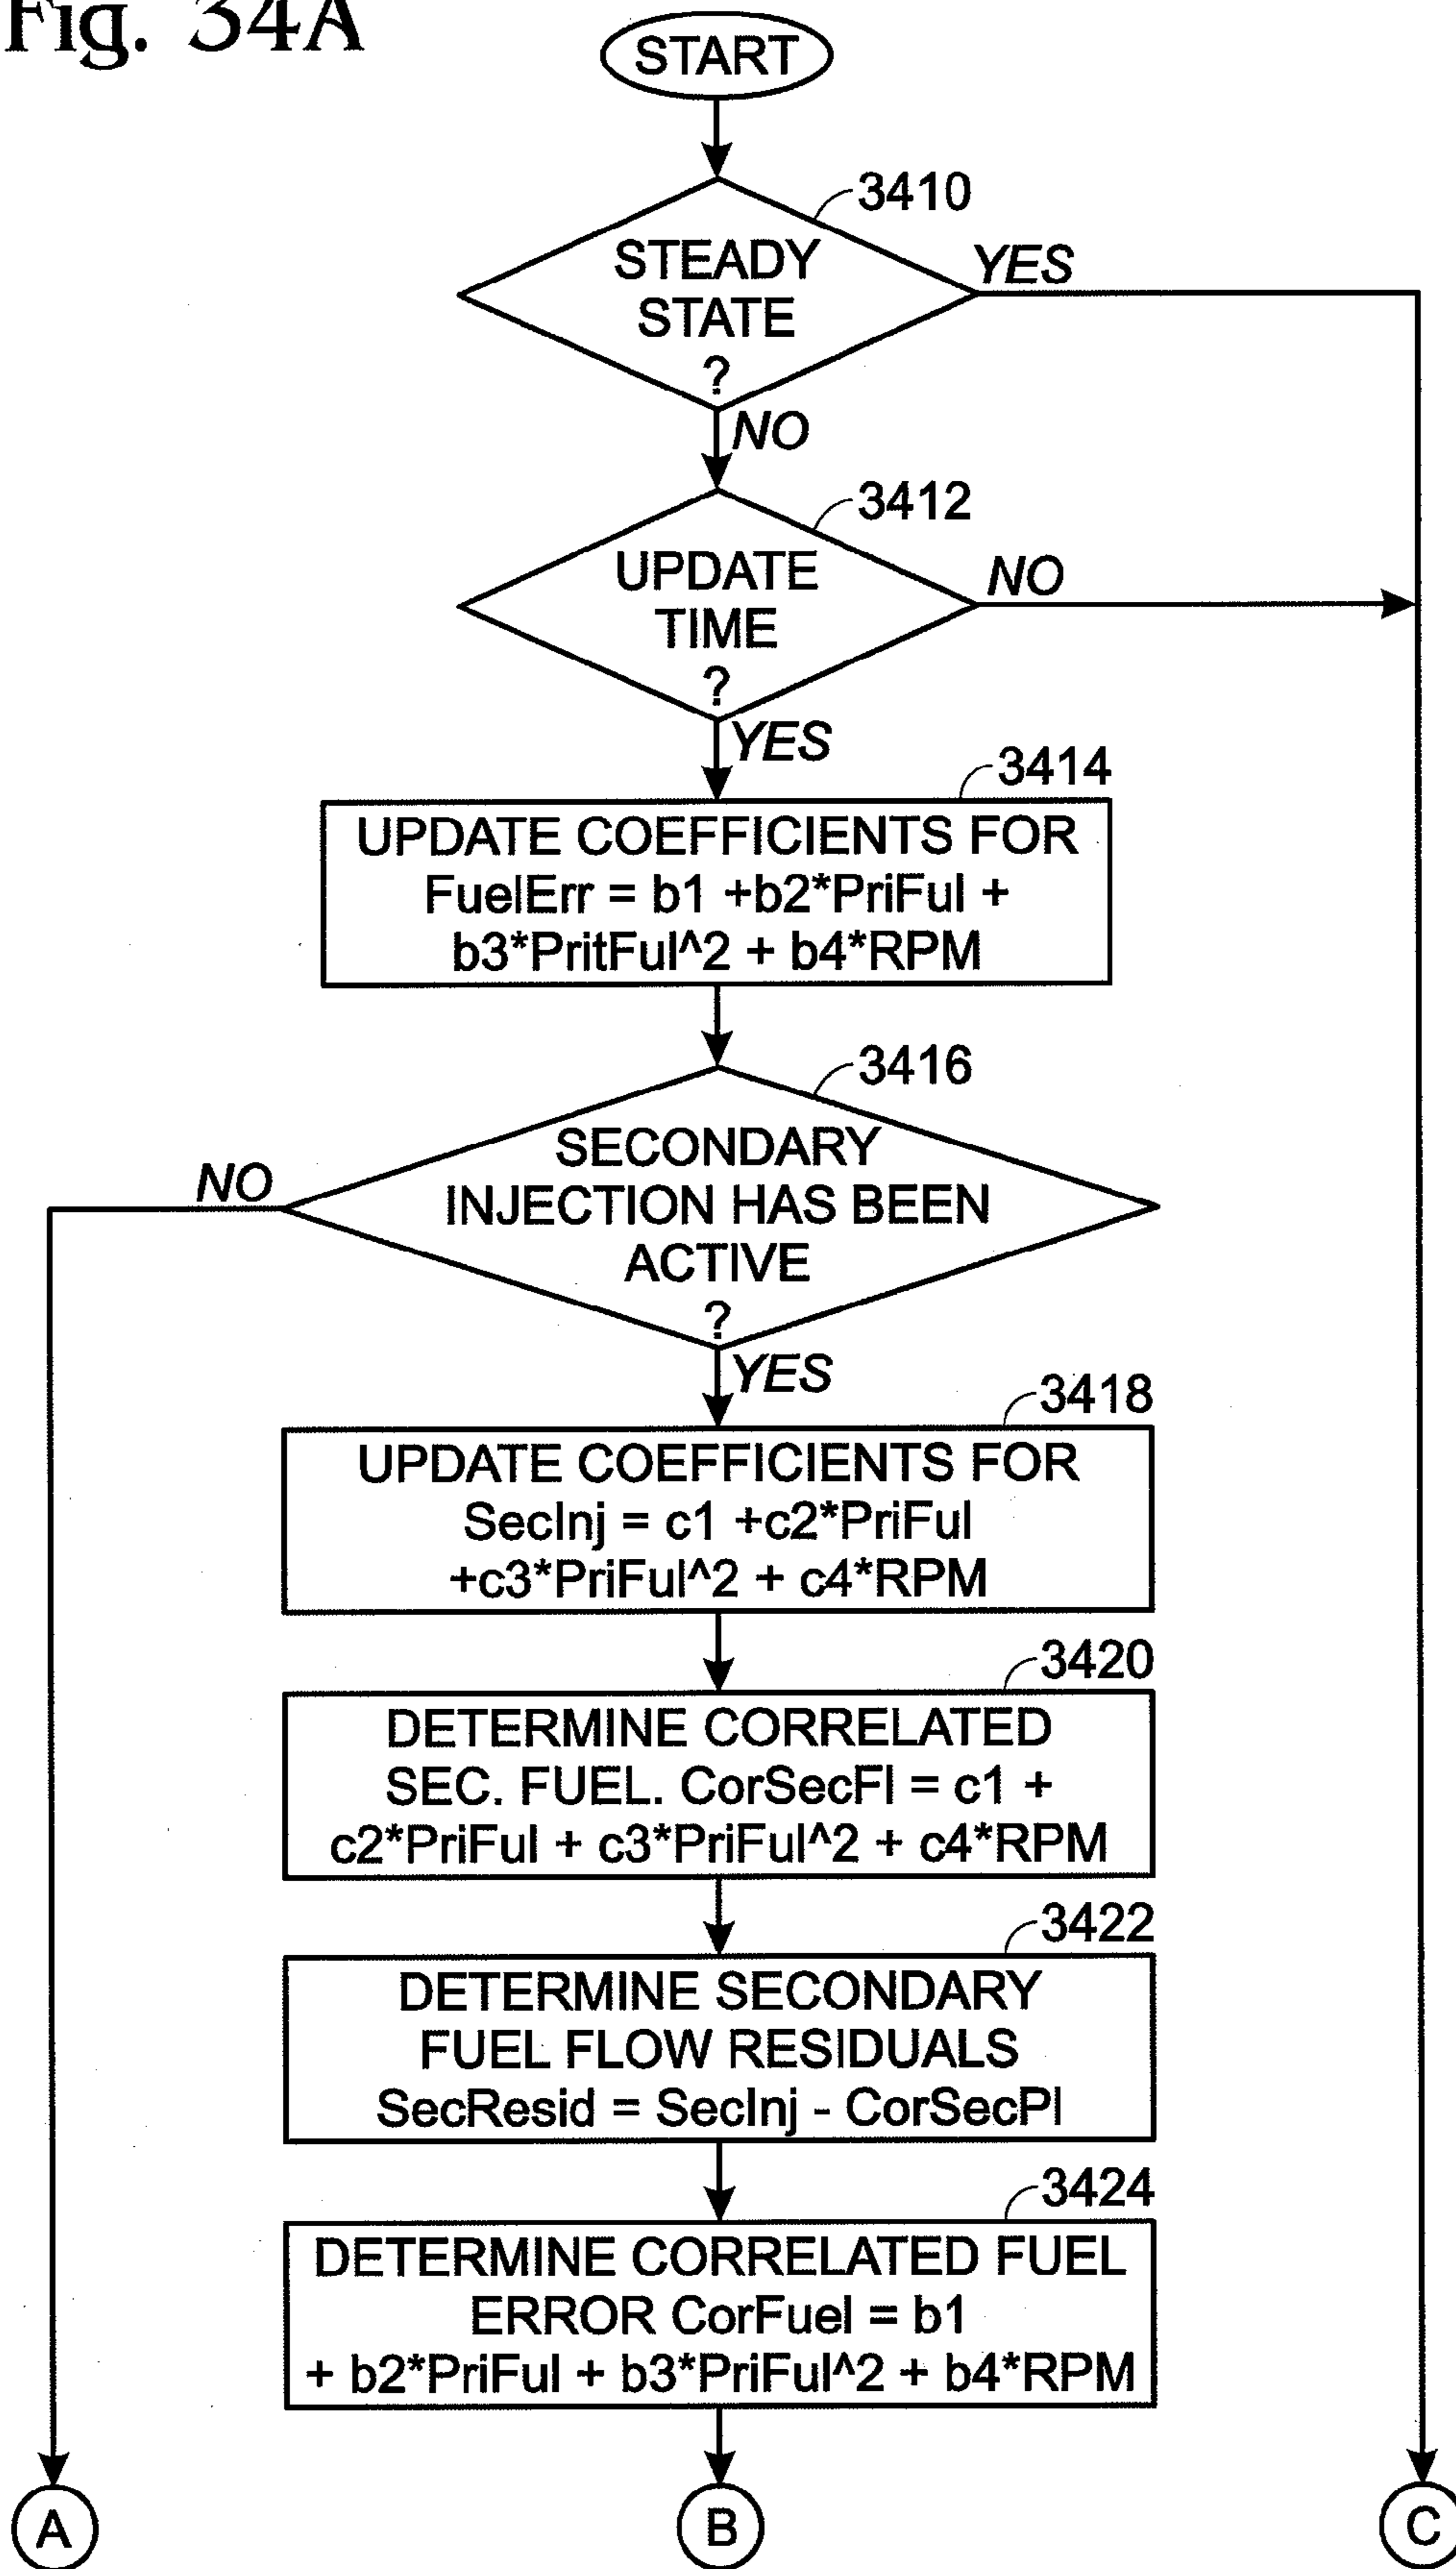 Fig. 34A
START
3410
STEADY
STATE
?
YES
NO
3412
UPDATE
TIME
?
NO
YES
3414
UPDATE COEFFICIENTS FOR
FuelErr = b1 +b2*PriFul +
b3*PritFul^2 + b4*RPM
3416
SECONDARY
INJECTION HAS BEEN
ACTIVE
?
NO
YES
3418
UPDATE COEFFICIENTS FOR
SecInj = c1 +c2*PriFul
+c3*PriFul^2 + c4*RPM
3420
DETERMINE CORRELATED
SEC. FUEL. CorSecFl = c1 +
c2*PriFul + c3*PriFul^2 + c4*RPM
3422
DETERMINE SECONDARY
FUEL FLOW RESIDUALS
SecResid = SecInj - CorSecPl
3424
DETERMINE CORRELATED FUEL
ERROR CorFuel = b1
+ b2*PriFul + b3*PriFul^2 + b4*RPM
A
B
C